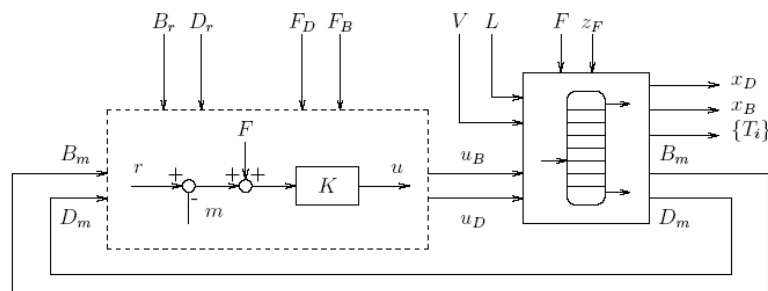 $B_r$ $D_r$ $F_D$ $F_B$ $V$ $L$ $F$ $z_F$
$x_D$
$x_B$
$\{T_i\}$
$F$
$B_m$ $r$ + + + $K$ $u$ $u_B$ $B_m$
- $m$
$D_m$ $u_D$ $D_m$